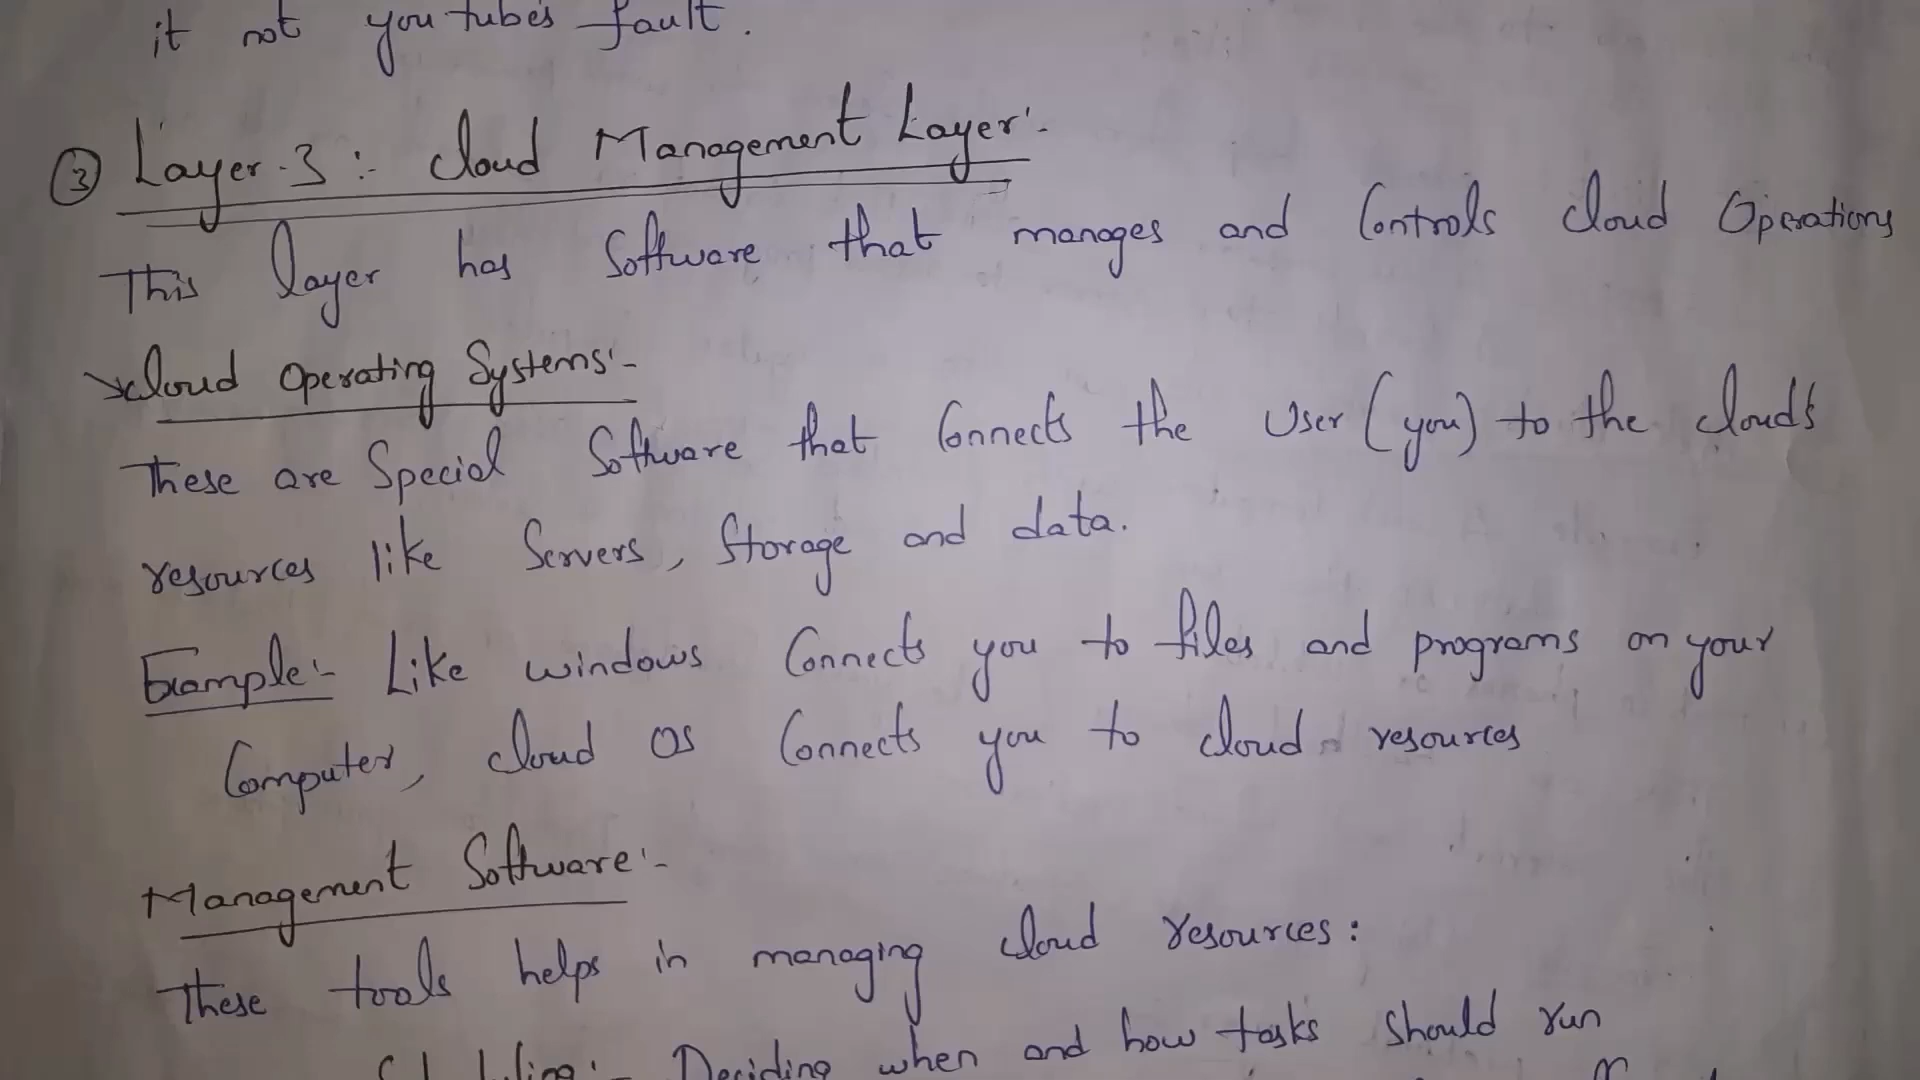 it not you tube's fault.
③ Layer-3:- Cloud Management Layer:-
This layer has Software that manages and Controls cloud Operations
Cloud Operating Systems:-
These are Special Software that Connects the User (you) to the cloud's
resources like Servers, Storage and data.
Example:- Like windows Connects you to files and programs on your
Computer, cloud OS Connects you to cloud resources
Management Software:-
These tools helps in managing cloud resources:
Deciding when and how tasks should run